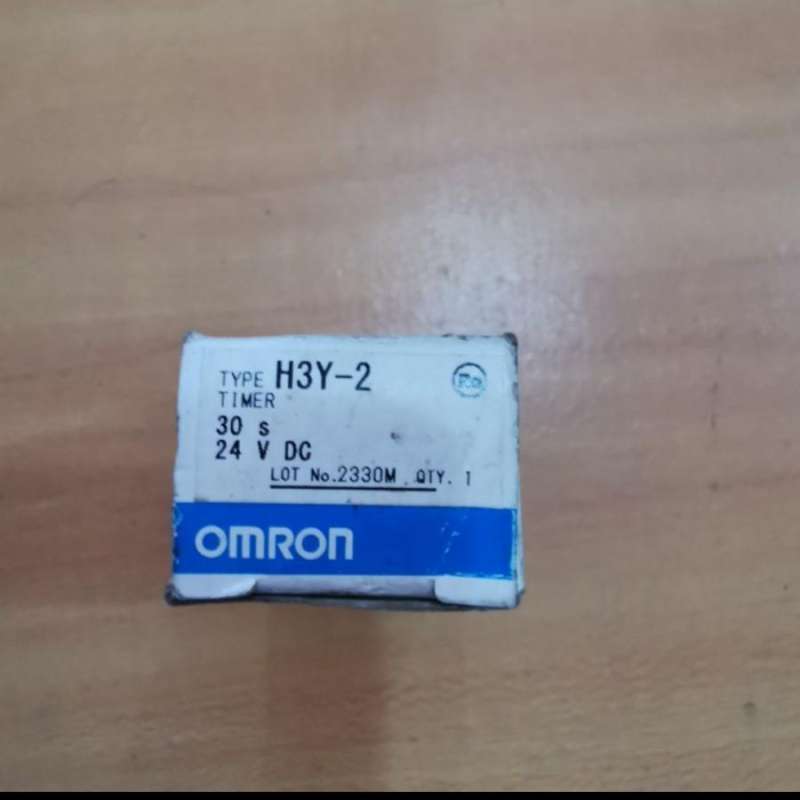 TYPE H3Y-2
TIMER
30 s
24 V DC
LOT No.2330M QTY. 1
OMRON